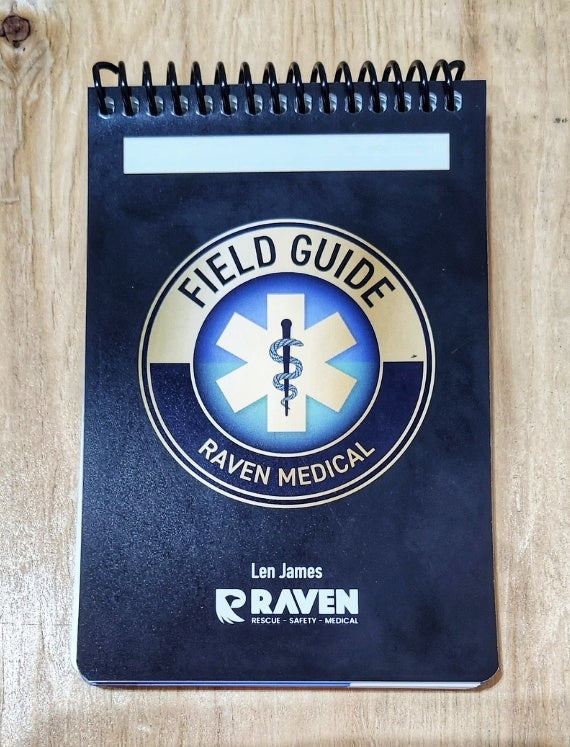 FIELD GUIDE
RAVEN MEDICAL
Len James
RAVEN
RESCUE - SAFETY - MEDICAL